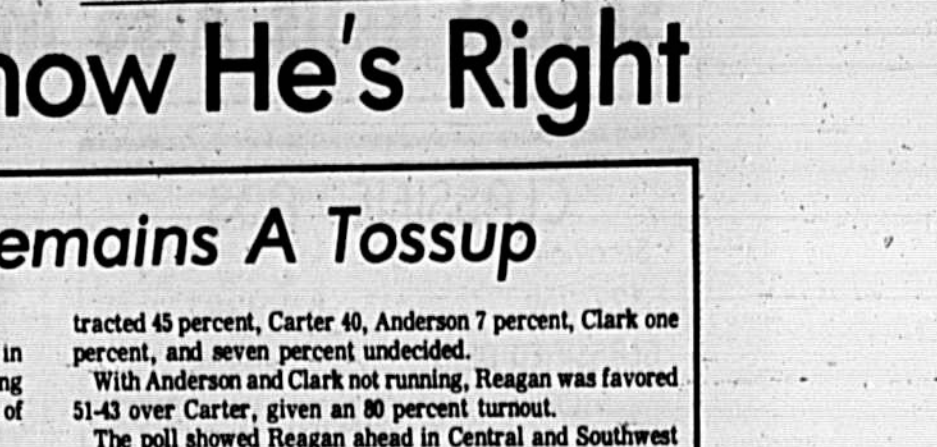 now He's Right
emains A Tossup
in
ng
of
tracted 45 percent, Carter 40, Anderson 7 percent, Clark one
percent, and seven percent undecided.
With Anderson and Clark not running, Reagan was favored
51-43 over Carter, given an 80 percent turnout.
The poll showed Reagan ahead in Central and Southwest